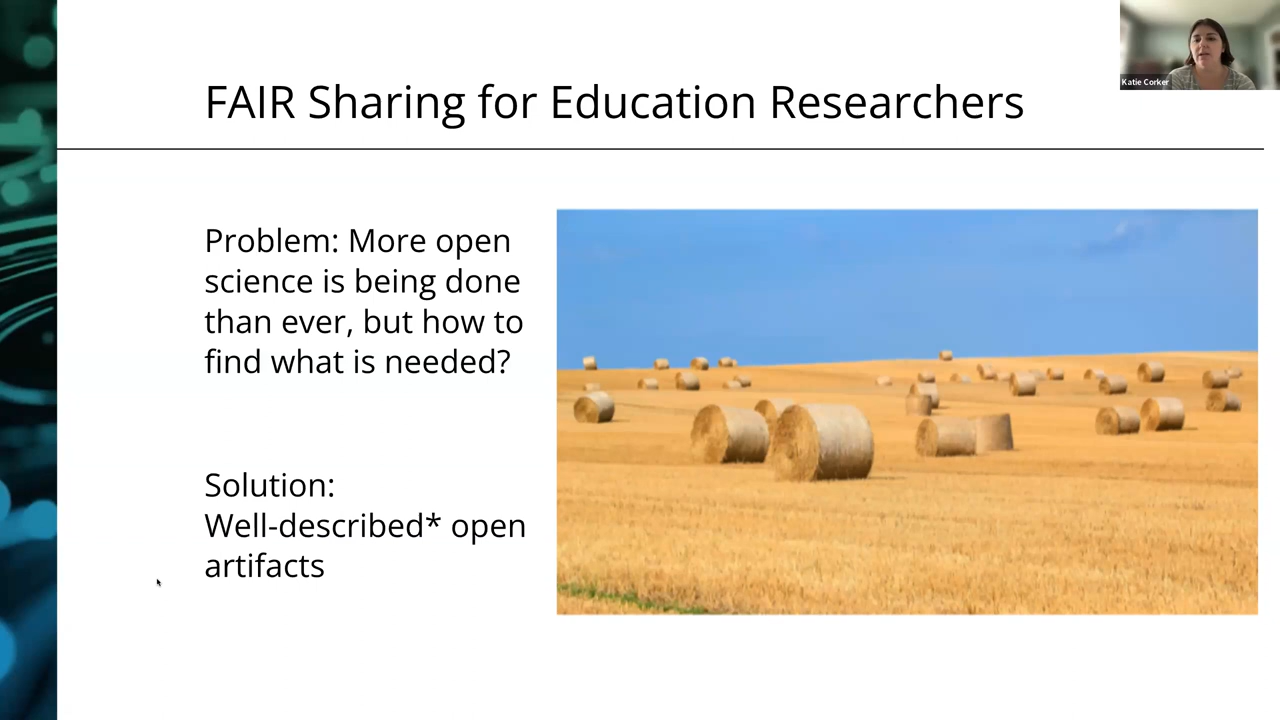 FAIR Sharing for Education Researchers
Katie Corker
Problem: More open
science is being done
than ever, but how to
find what is needed?
Solution:
Well-described* open
artifacts